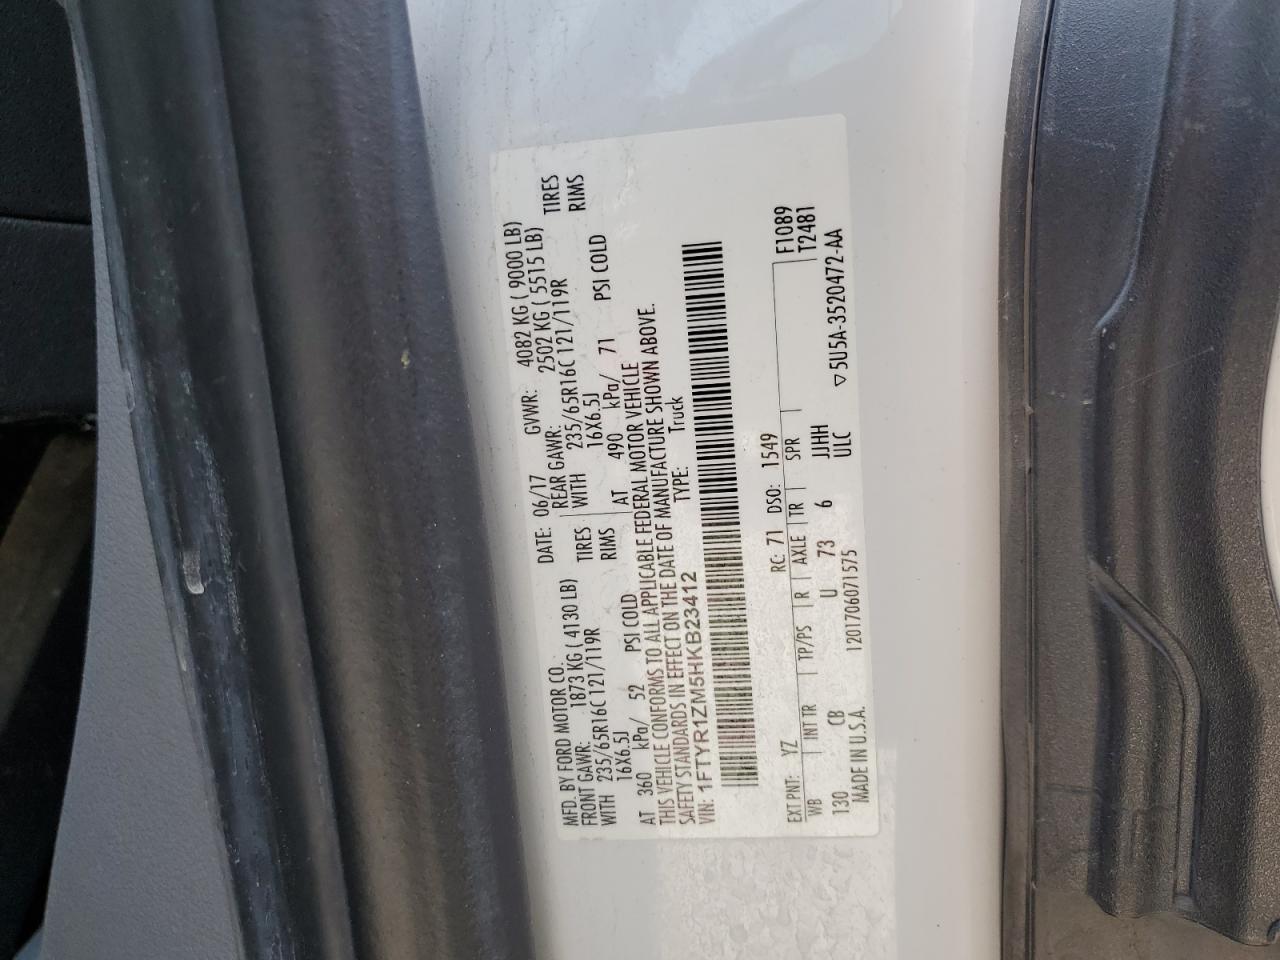 MFD. BY FORD MOTOR CO. DATE: 06/17 GVWR: 4082 KG ( 9000 LB)
FRONT GAWR: 1873 KG ( 4130 LB) REAR GAWR: 2502 KG ( 5515 LB)
WITH 235/65R16C 121/119R TIRES WITH 235/65R16C 121/119R TIRES
16X6.5J RIMS 16X6.5J RIMS
AT 360 kPa/ 52 PSI COLD AT 490 kPa/ 71 PSI COLD
THIS VEHICLE CONFORMS TO ALL APPLICABLE FEDERAL MOTOR VEHICLE
SAFETY STANDARDS IN EFFECT ON THE DATE OF MANUFACTURE SHOWN ABOVE.
VIN: 1FTYR1ZM5HKB23412 TYPE: Truck
EXT PNT: YZ RC: 71 DSO: 1549 F1089
WB INT TR TP/PS R AXLE TR SPR T2481
130 CB U 73 6 JJHH
MADE IN U.S.A. 1201706071575 ULC ▽5U5A-3520472-AA